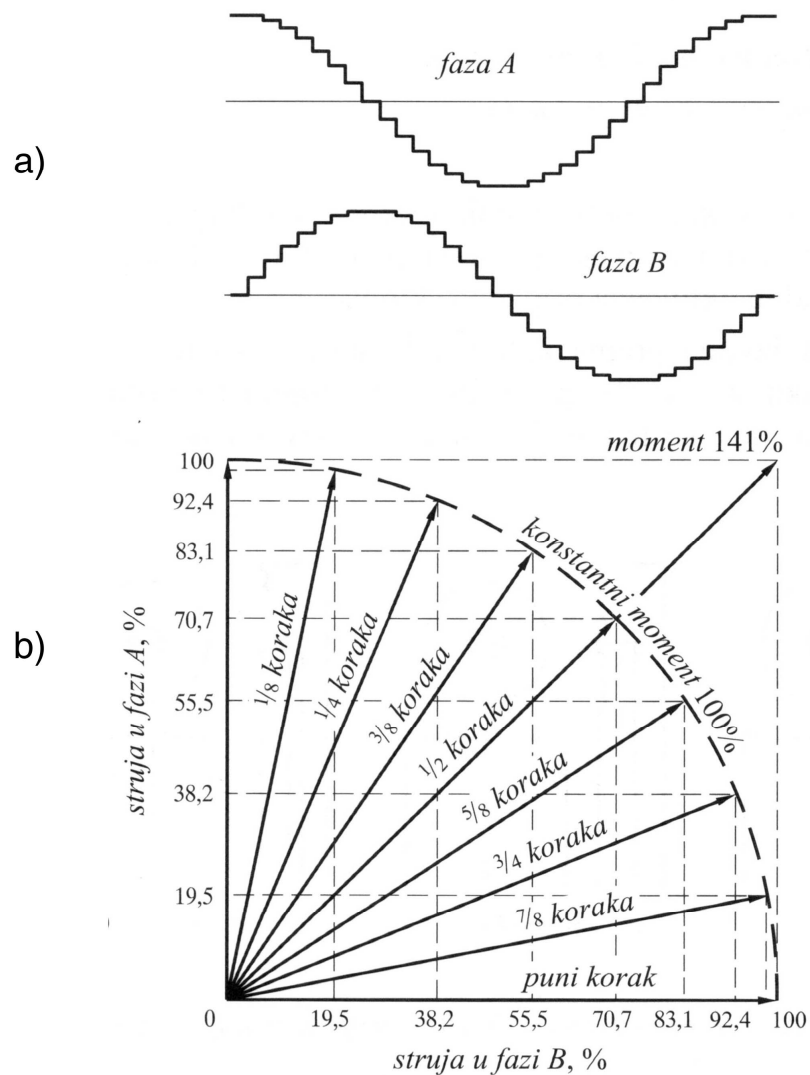 a)
faza A
faza B
b)
moment 141%
konstantni moment 100%
struja u fazi A, %
100
92,4
83,1
70,7
55,5
38,2
19,5
1/8 koraka
1/4 koraka
3/8 koraka
1/2 koraka
5/8 koraka
3/4 koraka
7/8 koraka
puni korak
0 19,5 38,2 55,5 70,7 83,1 92,4 100
struja u fazi B, %